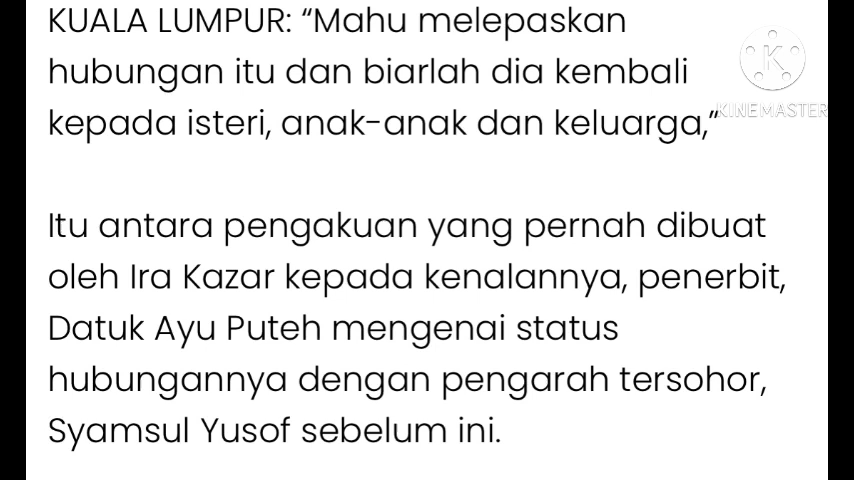 KUALA LUMPUR: “Mahu melepaskan
hubungan itu dan biarlah dia kembali
kepada isteri, anak-anak dan keluarga,”
K
KINEMASTER
Itu antara pengakuan yang pernah dibuat
oleh Ira Kazar kepada kenalannya, penerbit,
Datuk Ayu Puteh mengenai status
hubungannya dengan pengarah tersohor,
Syamsul Yusof sebelum ini.